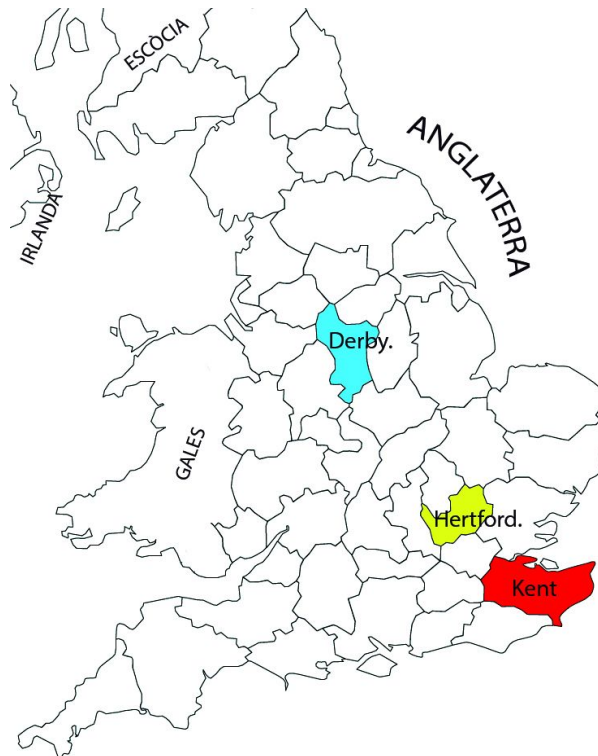 ESCÒCIA
ANGLATERRA
IRLANDA
Derby.
GALES
Hertford.
Kent